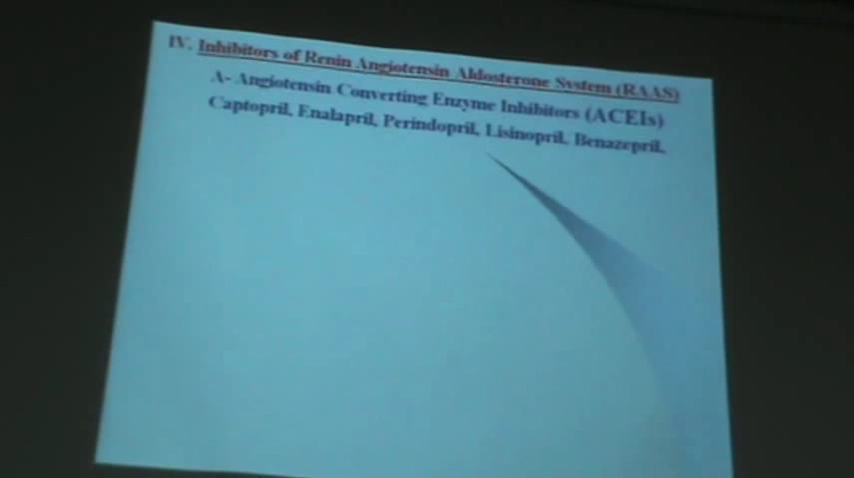 IV. Inhibitors of Renin Angiotensin Aldosterone System (RAAS)
A- Angiotensin Converting Enzyme Inhibitors (ACEIs)
Captopril, Enalapril, Perindopril, Lisinopril, Benazepril,